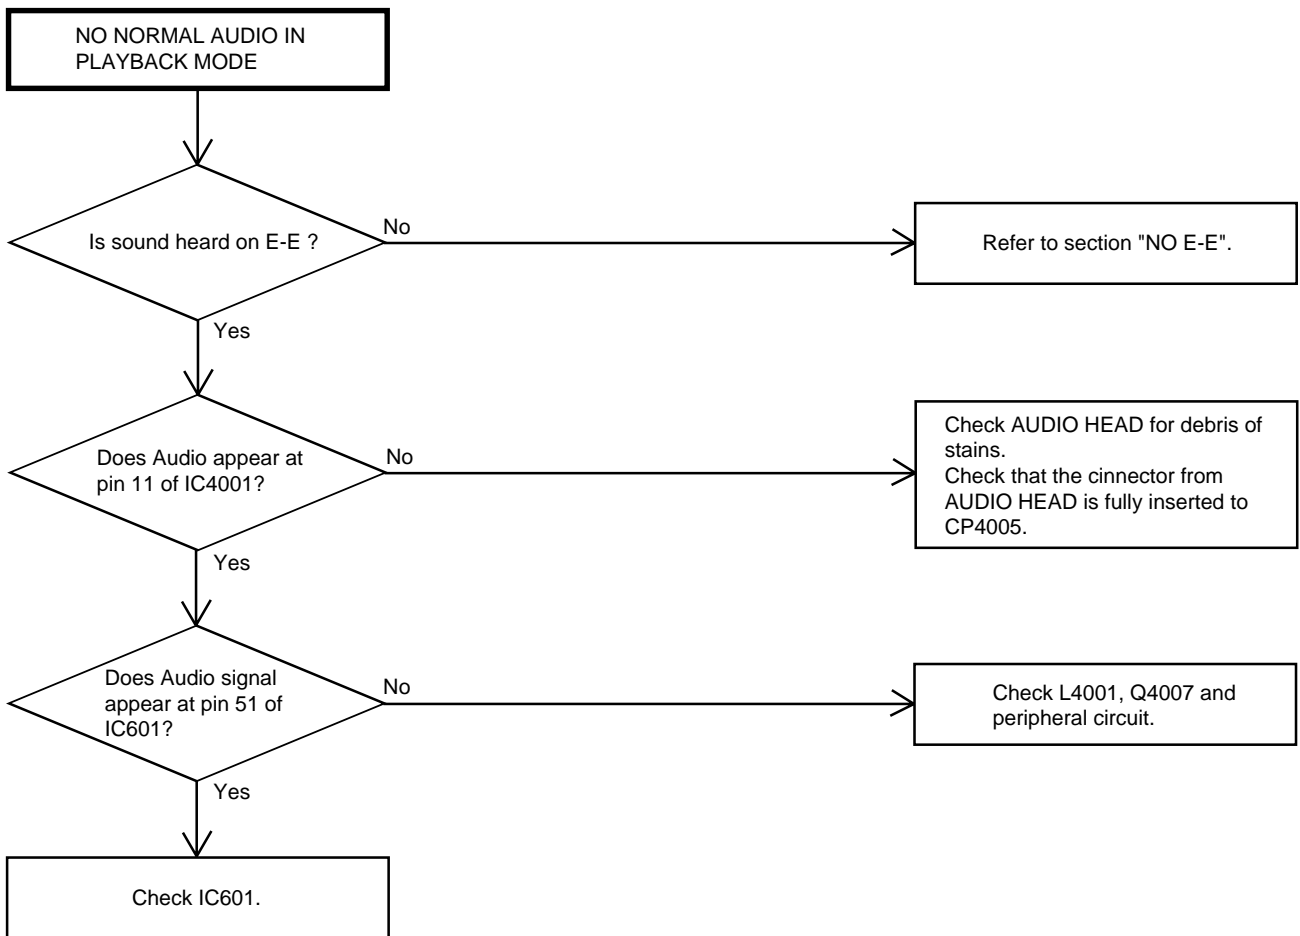 NO NORMAL AUDIO IN
PLAYBACK MODE
Is sound heard on E-E ?
No
Refer to section "NO E-E".
Yes
Does Audio appear at
pin 11 of IC4001?
No
Check AUDIO HEAD for debris of
stains.
Check that the cinnector from
AUDIO HEAD is fully inserted to
CP4005.
Yes
Does Audio signal
appear at pin 51 of
IC601?
No
Check L4001, Q4007 and
peripheral circuit.
Yes
Check IC601.